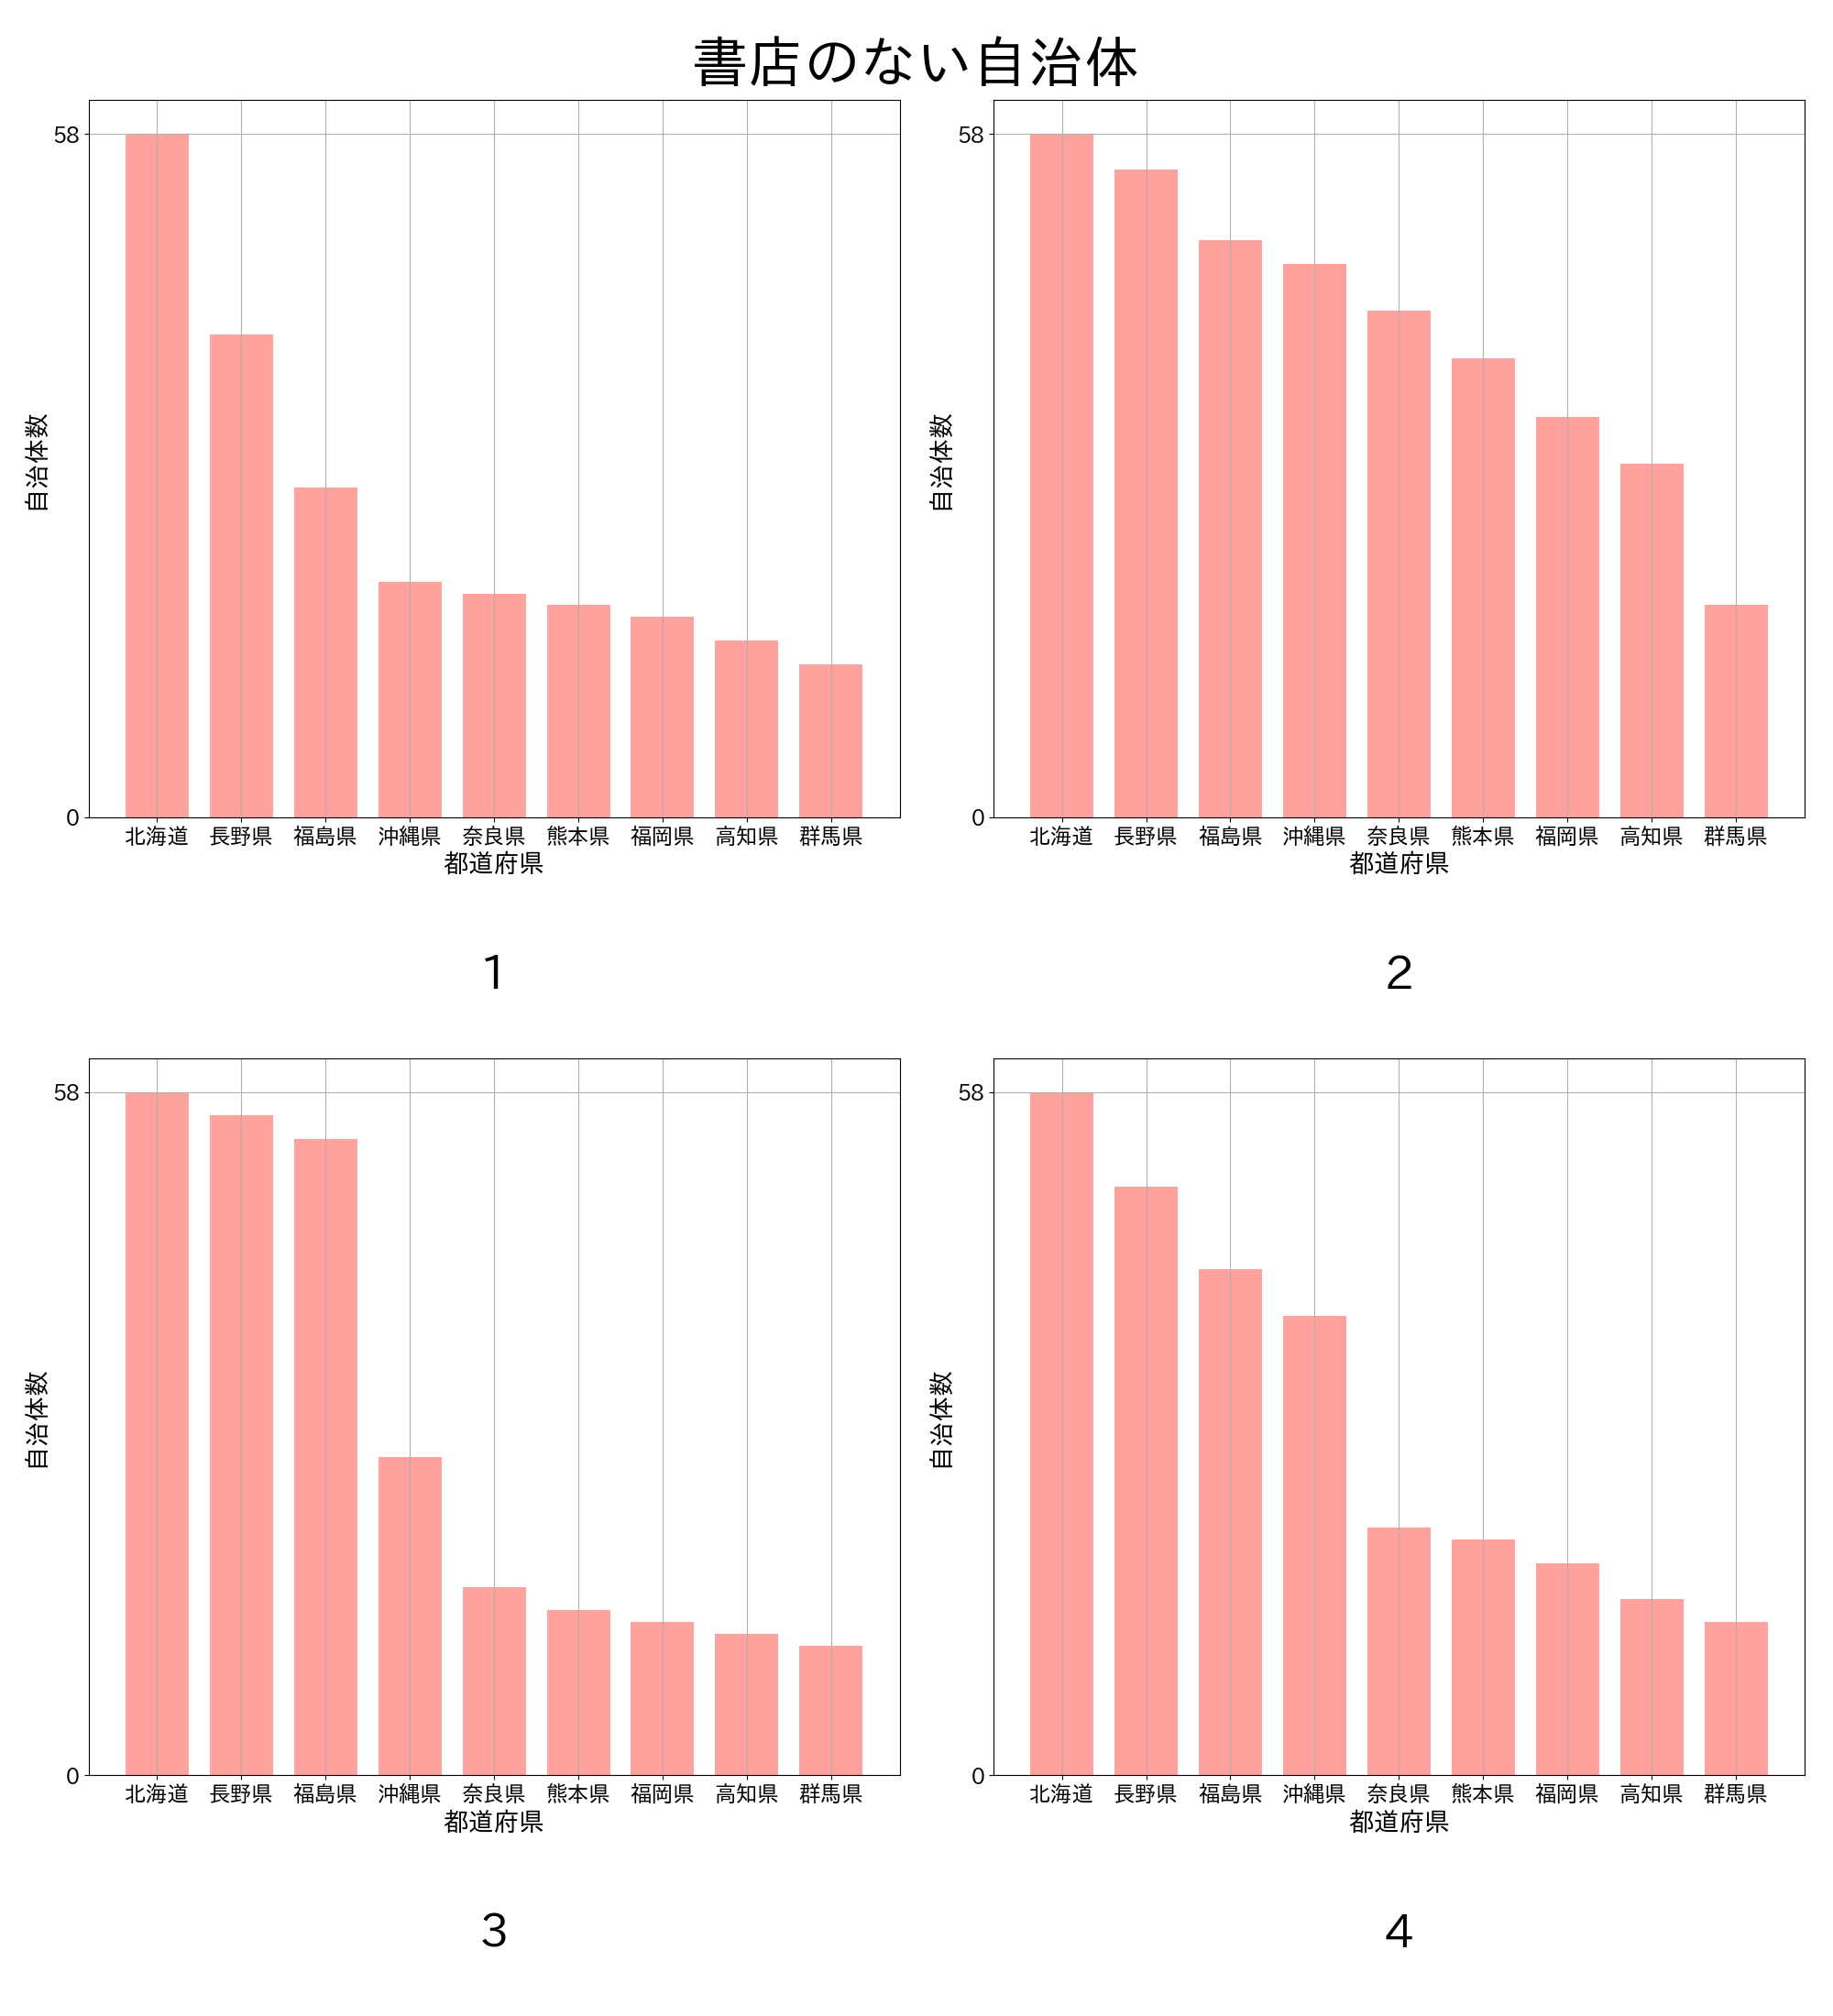 書店のない自治体
58
0
自治体数
北海道 長野県 福島県 沖縄県 奈良県 熊本県 福岡県 高知県 群馬県
都道府県
1
58
0
自治体数
北海道 長野県 福島県 沖縄県 奈良県 熊本県 福岡県 高知県 群馬県
都道府県
2
58
0
自治体数
北海道 長野県 福島県 沖縄県 奈良県 熊本県 福岡県 高知県 群馬県
都道府県
3
58
0
自治体数
北海道 長野県 福島県 沖縄県 奈良県 熊本県 福岡県 高知県 群馬県
都道府県
4